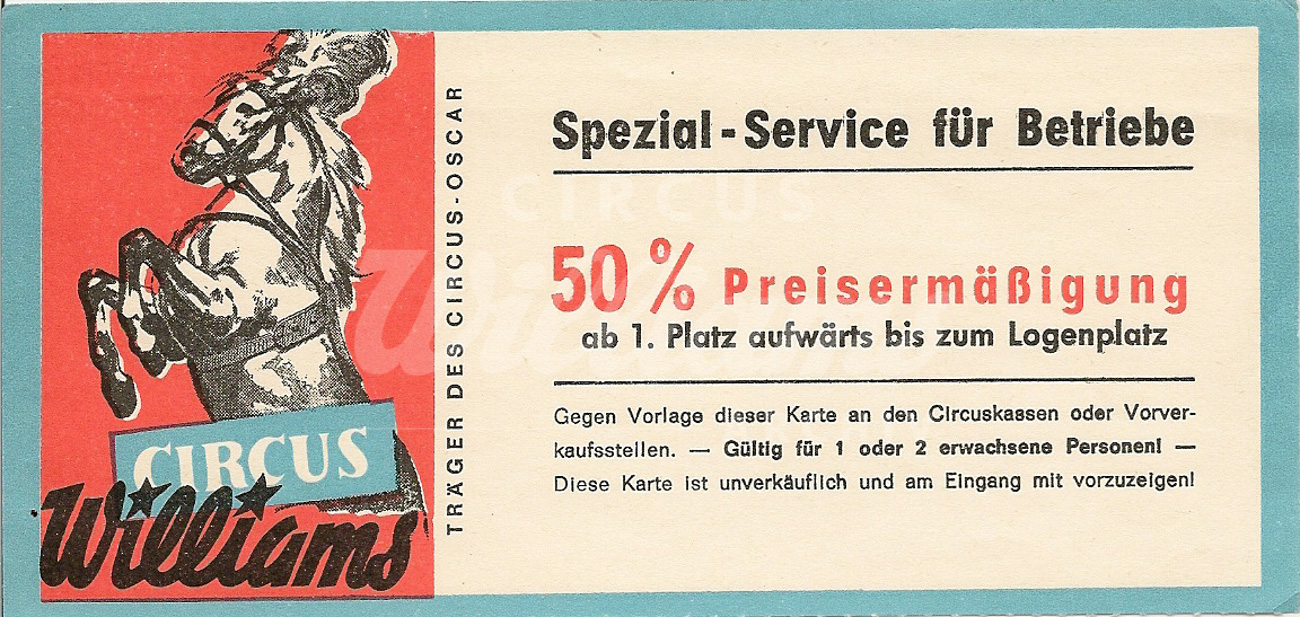 CIRCUS
Williams
TRÄGER DES CIRCUS-OSCAR
Spezial-Service für Betriebe
50% Preisermäßigung
ab 1. Platz aufwärts bis zum Logenplatz
Gegen Vorlage dieser Karte an den Circuskassen oder Vorver-
kaufsstellen. — Gültig für 1 oder 2 erwachsene Personen! —
Diese Karte ist unverkäuflich und am Eingang mit vorzuzeigen!
CIRCUS
Williams